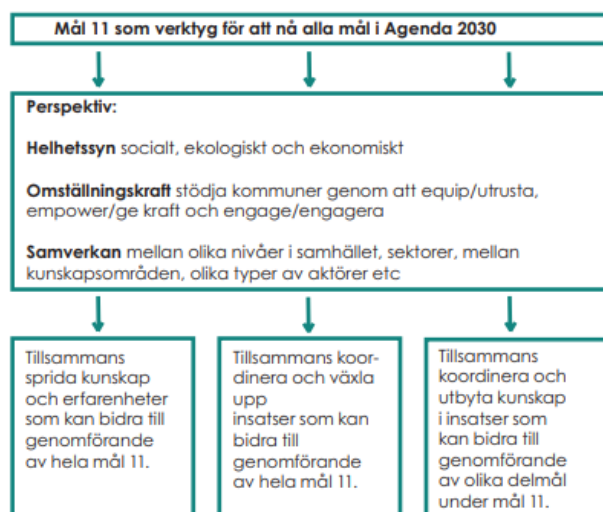 Mål 11 som verktyg för att nå alla mål i Agenda 2030
Perspektiv:
Helhetssyn socialt, ekologiskt och ekonomiskt
Omställningskraft stödja kommuner genom att equip/utrusta,
empower/ge kraft och engage/engagera
Samverkan mellan olika nivåer i samhället, sektorer, mellan
kunskapsområden, olika typer av aktörer etc
Tillsammans
sprida kunskap
och erfarenheter
som kan bidra till
genomförande
av hela mål 11.
Tillsammans koor-
dinera och växla
upp
insatser som kan
bidra till
genomförande
av hela mål 11.
Tillsammans
koordinera och
utbyta kunskap
i insatser som
kan bidra till
genomförande
av olika delmål
under mål 11.